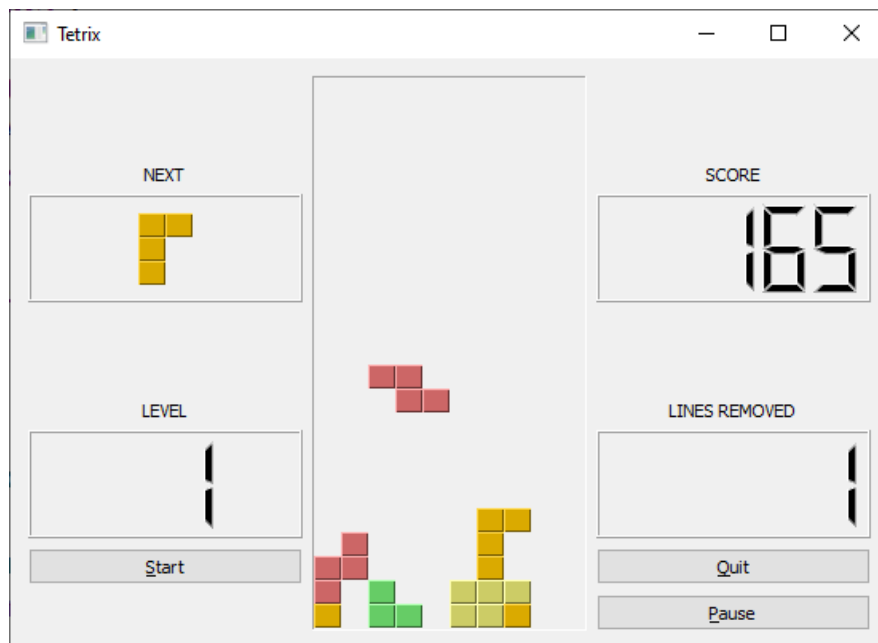 Tetrix
NEXT
SCORE
165
LEVEL
LINES REMOVED
1
1
Start
Quit
Pause